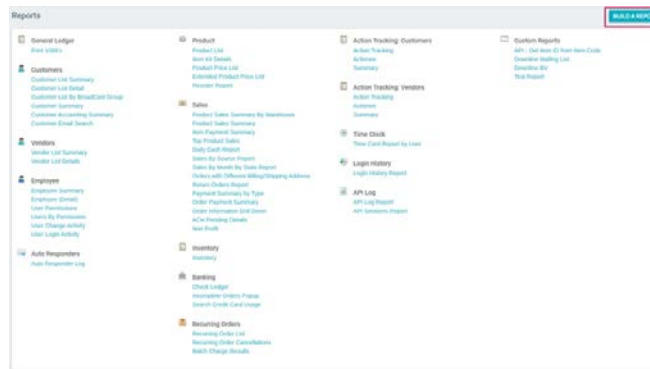 Reports
BUILD A REPO
General Ledger
Print 1099's
Customers
Customer List Summary
Customer List Detail
Customer List By BroadCast Group
Customer Summary
Customer Accounting Summary
Customer Email Search
Vendors
Vendor List Summary
Vendor List Details
Employee
Employee Summary
Employee (Detail)
User Permissions
Users By Permissions
User Change Activity
User Login Activity
Auto Responders
Auto Responder Log
Product
Product List
Item Kit Details
Product Price List
Extended Product Price List
Reorder Report
Sales
Product Sales Summary By Warehouse
Product Sales Summary
Item Payment Summary
Top Product Sales
Daily Cash Report
Sales By Source Report
Sales By Month By State Report
Orders with Different Billing/Shipping Address
Return Orders Report
Payment Summary by Type
Order Payment Summary
Order Information Drill Down
ACH Pending Details
Item Profit
Inventory
Inventory
Banking
Check Ledger
Incomplete Orders Popup
Search Credit Card Usage
Recurring Orders
Recurring Order List
Recurring Order Cancellations
Batch Charge Results
Action Tracking: Customers
Action Tracking
Actionee
Summary
Action Tracking: Vendors
Action Tracking
Actionee
Summary
Time Clock
Time Card Report by User
Login History
Login History Report
API Log
API Log Report
API Sessions Report
Custom Reports
API - Get Item ID from Item Code
Downline Mailing List
Downline BV
Test Report